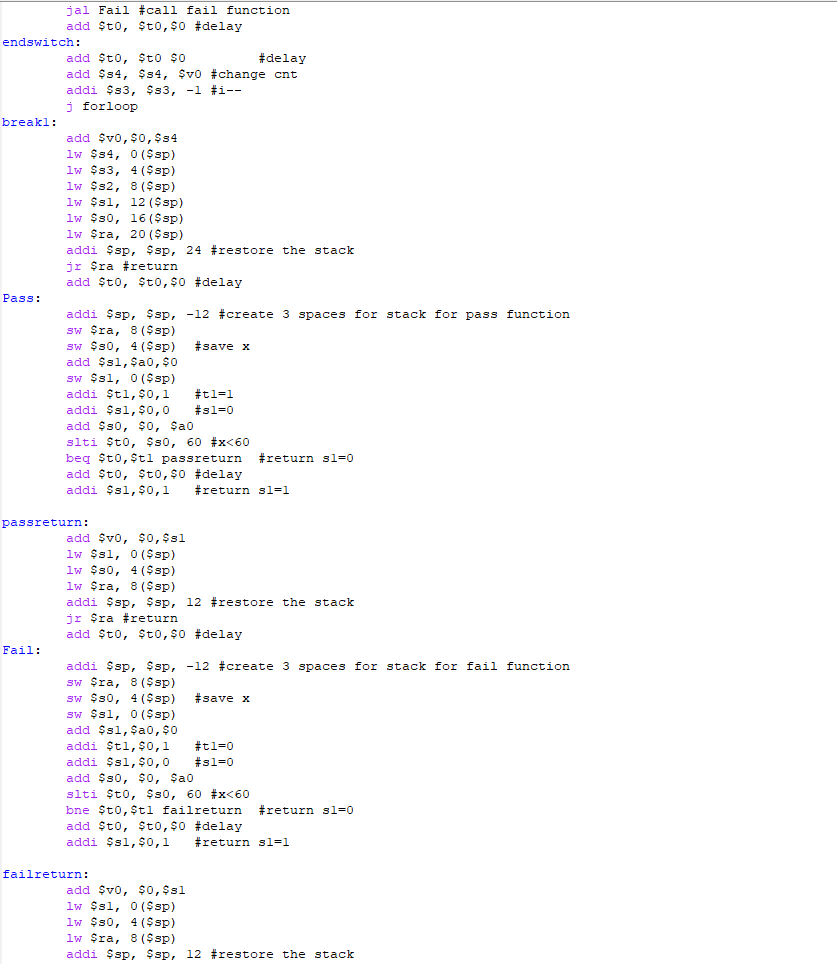 jal Fail #call fail function
add $t0, $t0,$0 #delay
endswitch:
add $t0, $t0 $0 #delay
add $s4, $s4, $v0 #change cnt
addi $s3, $s3, -1 #i--
j forloop
break1:
add $v0,$0,$s4
lw $s4, 0($sp)
lw $s3, 4($sp)
lw $s2, 8($sp)
lw $s1, 12($sp)
lw $s0, 16($sp)
lw $ra, 20($sp)
addi $sp, $sp, 24 #restore the stack
jr $ra #return
add $t0, $t0,$0 #delay
Pass:
addi $sp, $sp, -12 #create 3 spaces for stack for pass function
sw $ra, 8($sp)
sw $s0, 4($sp) #save x
add $s1,$a0,$0
sw $s1, 0($sp)
addi $t1,$0,1 #t1=1
addi $s1,$0,0 #s1=0
add $s0, $0, $a0
slti $t0, $s0, 60 #x<60
beq $t0,$t1 passreturn #return s1=0
add $t0, $t0,$0 #delay
addi $s1,$0,1 #return s1=1
passreturn:
add $v0, $0,$s1
lw $s1, 0($sp)
lw $s0, 4($sp)
lw $ra, 8($sp)
addi $sp, $sp, 12 #restore the stack
jr $ra #return
add $t0, $t0,$0 #delay
Fail:
addi $sp, $sp, -12 #create 3 spaces for stack for fail function
sw $ra, 8($sp)
sw $s0, 4($sp) #save x
sw $s1, 0($sp)
add $s1,$a0,$0
addi $t1,$0,1 #t1=0
addi $s1,$0,0 #s1=0
add $s0, $0, $a0
slti $t0, $s0, 60 #x<60
bne $t0,$t1 failreturn #return s1=0
add $t0, $t0,$0 #delay
addi $s1,$0,1 #return s1=1
failreturn:
add $v0, $0,$s1
lw $s1, 0($sp)
lw $s0, 4($sp)
lw $ra, 8($sp)
addi $sp, $sp, 12 #restore the stack